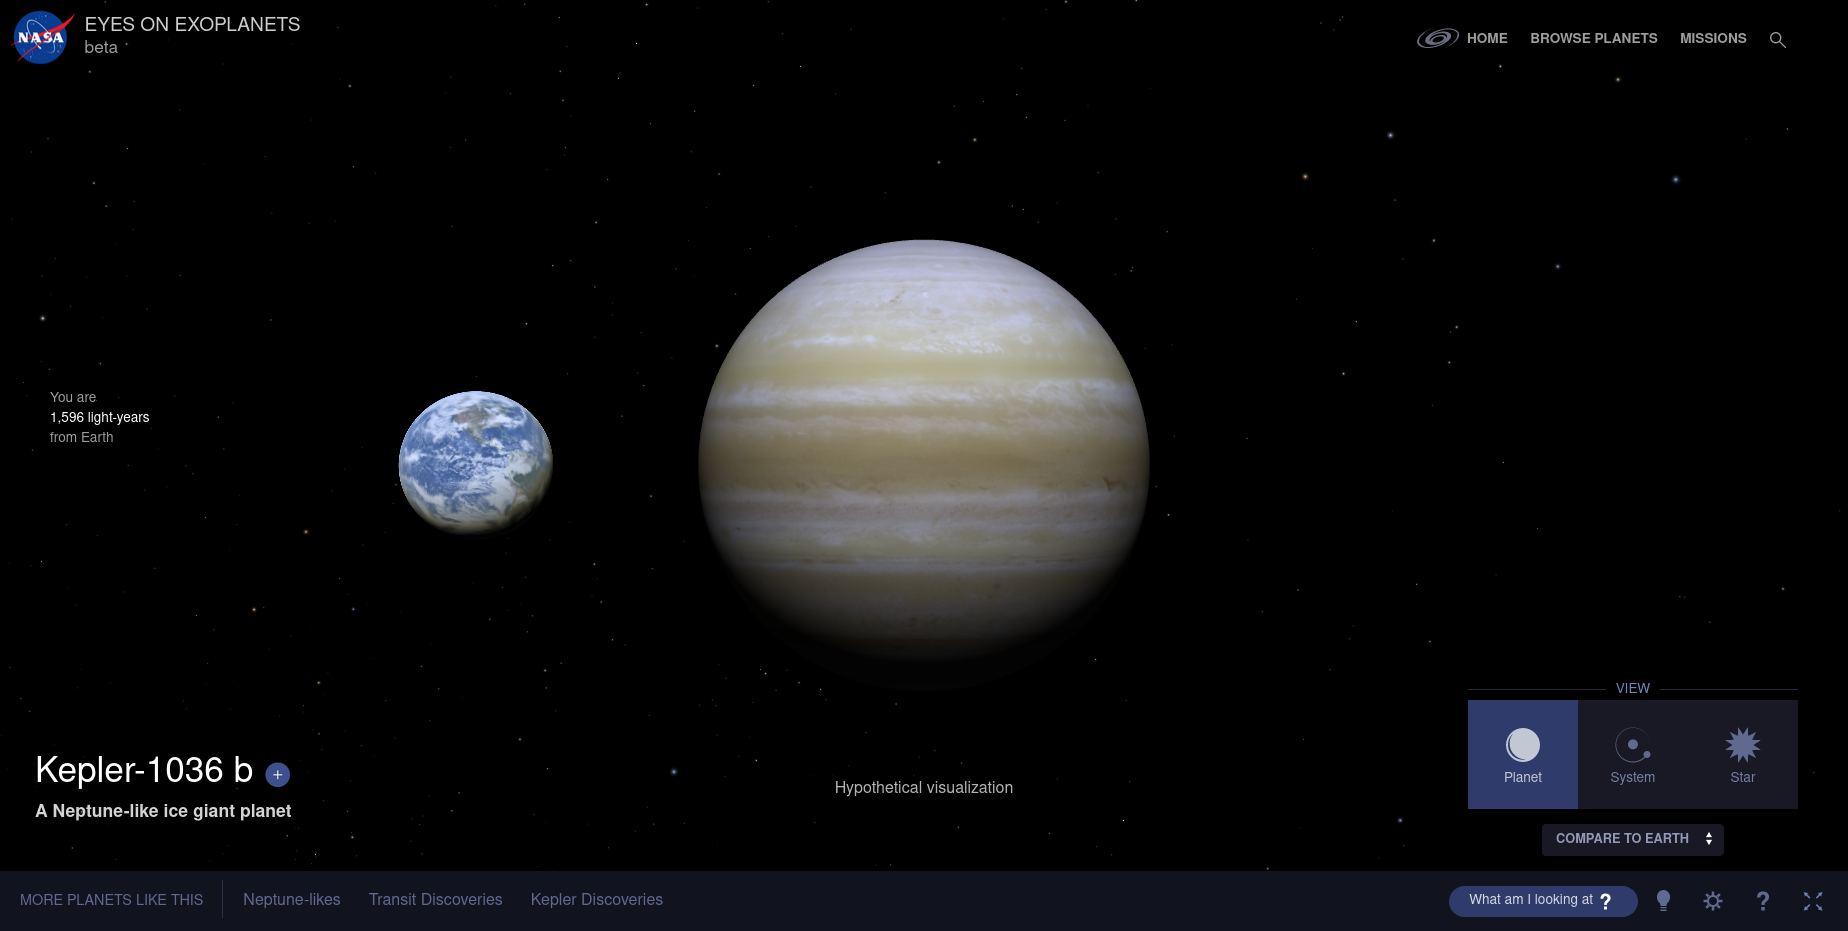 NASA
EYES ON EXOPLANETS
beta
HOME
BROWSE PLANETS
MISSIONS
You are
1,596 light-years
from Earth
Kepler-1036 b +
A Neptune-like ice giant planet
Hypothetical visualization
VIEW
Planet
System
Star
COMPARE TO EARTH
MORE PLANETS LIKE THIS
Neptune-likes
Transit Discoveries
Kepler Discoveries
What am I looking at ?
?